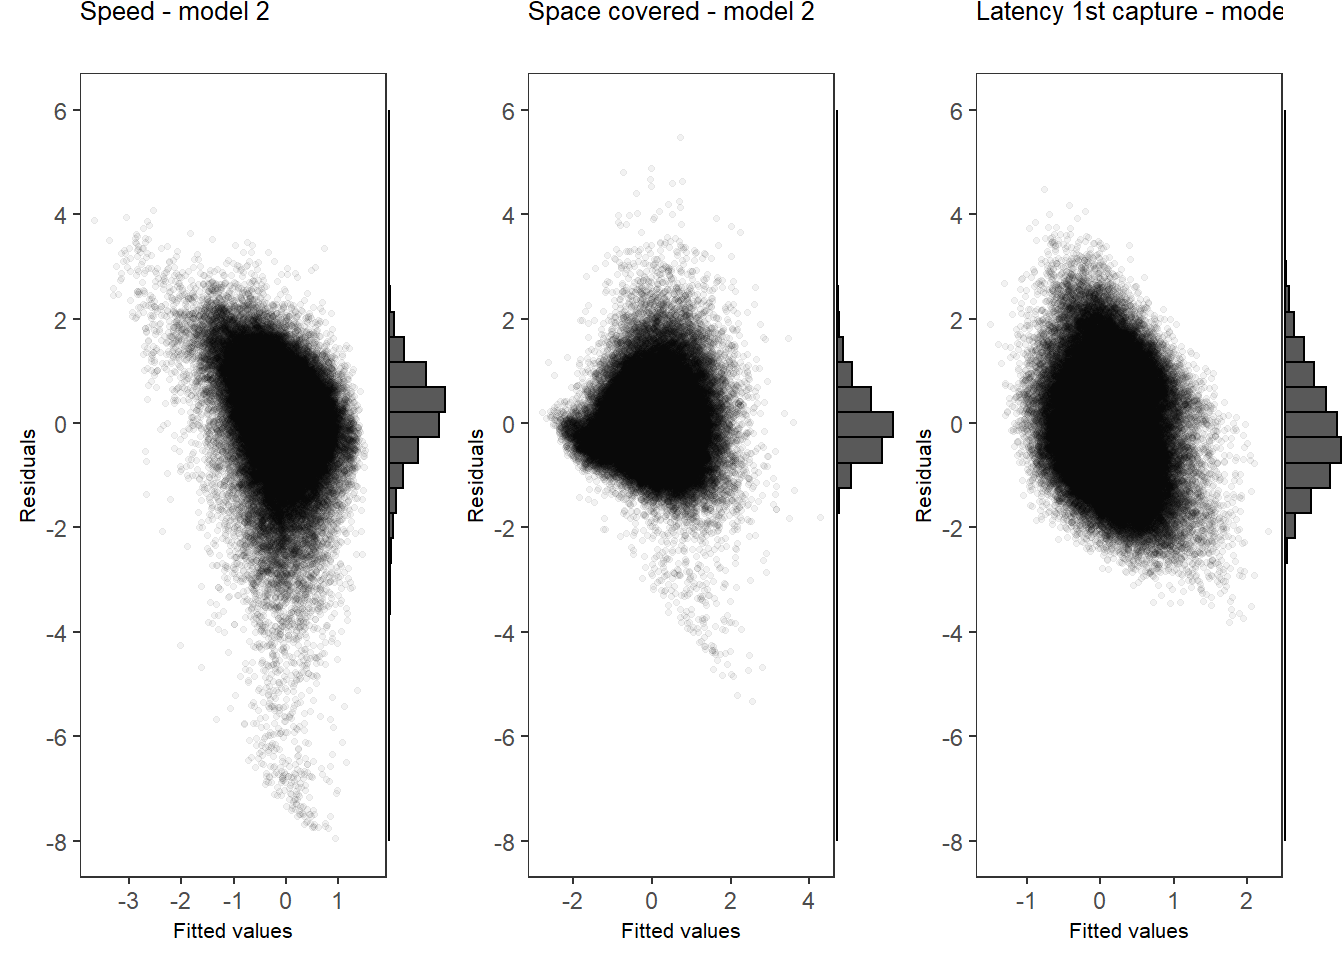 Speed - model 2
Space covered - model 2
Latency 1st capture - mode
6
4
2
0
-2
-4
-6
-8
Residuals
-3 -2 -1 0 1
Fitted values
6
4
2
0
-2
-4
-6
-8
Residuals
-2 0 2 4
Fitted values
6
4
2
0
-2
-4
-6
-8
Residuals
-1 0 1 2
Fitted values